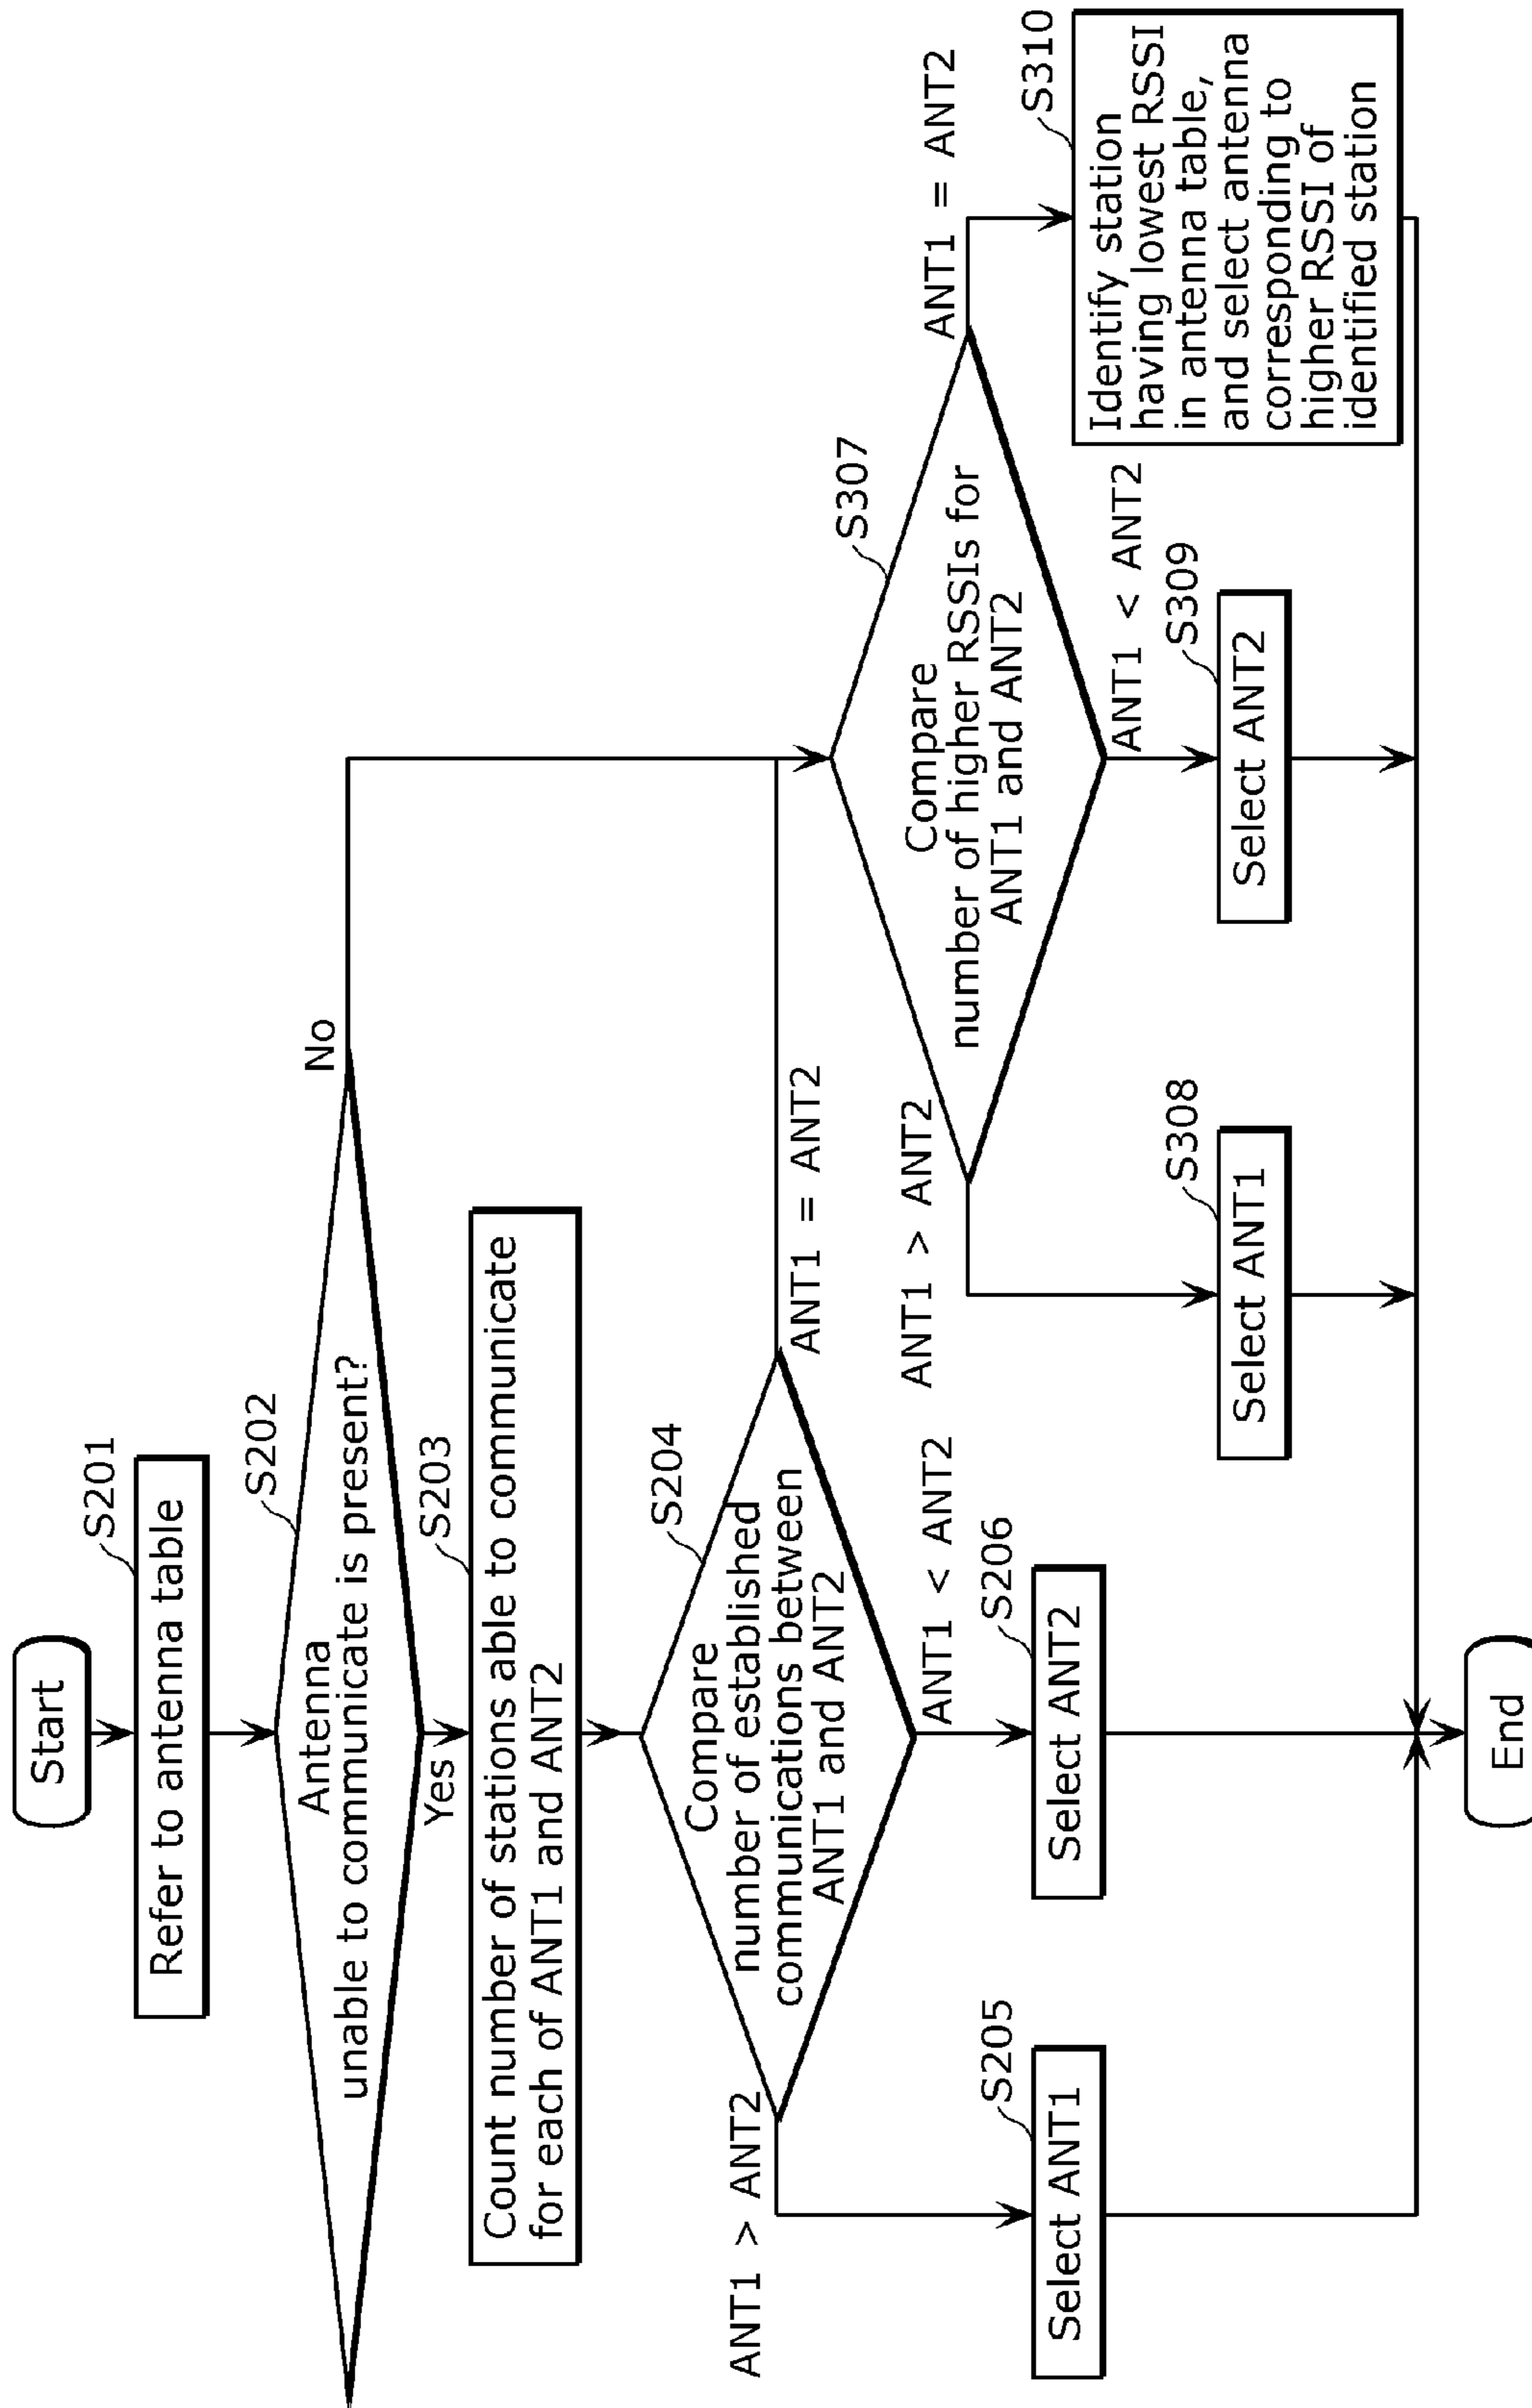 Start
S201
Refer to antenna table
S202
Antenna
unable to communicate is present?
No
Yes
S203
Count number of stations able to communicate
for each of ANT1 and ANT2
S204
Compare
number of established
communications between
ANT1 and ANT2
ANT1 > ANT2
ANT1 = ANT2
ANT1 < ANT2
S205
Select ANT1
S206
Select ANT2
S307
Compare
number of higher RSSIs for
ANT1 and ANT2
ANT1 > ANT2
ANT1 = ANT2
ANT1 < ANT2
S308
Select ANT1
S309
Select ANT2
S310
Identify station
having lowest RSSI
in antenna table,
and select antenna
corresponding to
higher RSSI of
identified station
End